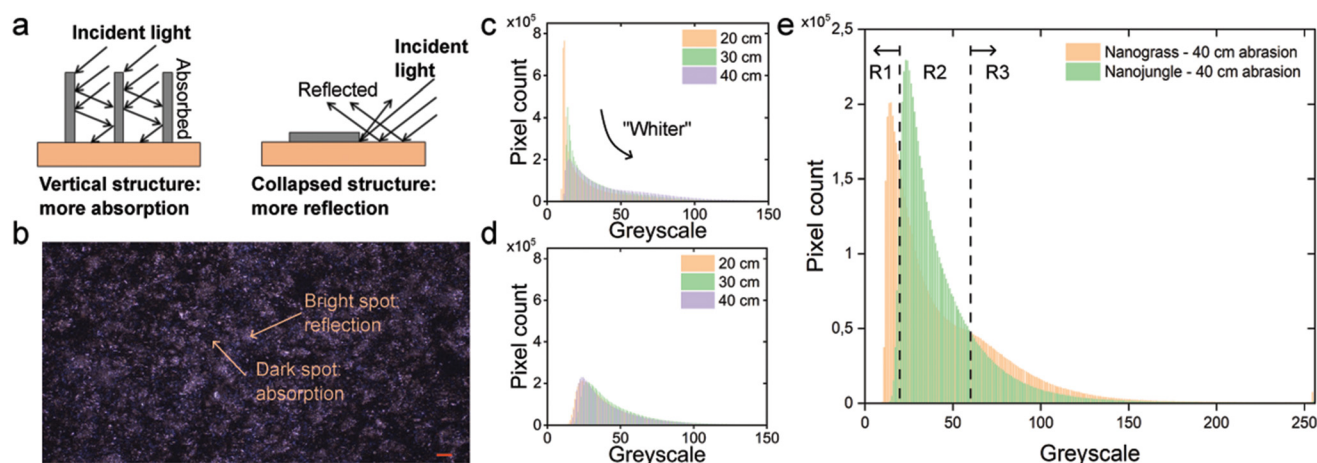 a
Incident light
Absorbed
Vertical structure:
more absorption
Incident
light
Reflected
Collapsed structure:
more reflection
b
Bright spot:
reflection
Dark spot:
absorption
c
x10⁵
8
6
4
2
0
0 50 100 150
Pixel count
Greyscale
20 cm
30 cm
40 cm
"Whiter"
d
x10⁵
8
6
4
2
0
0 50 100 150
Pixel count
Greyscale
20 cm
30 cm
40 cm
e
x10⁵
2,5
2
1,5
1
0,5
0
0 50 100 150 200 250
Pixel count
Greyscale
R1 R2 R3
Nanograss - 40 cm abrasion
Nanojungle - 40 cm abrasion